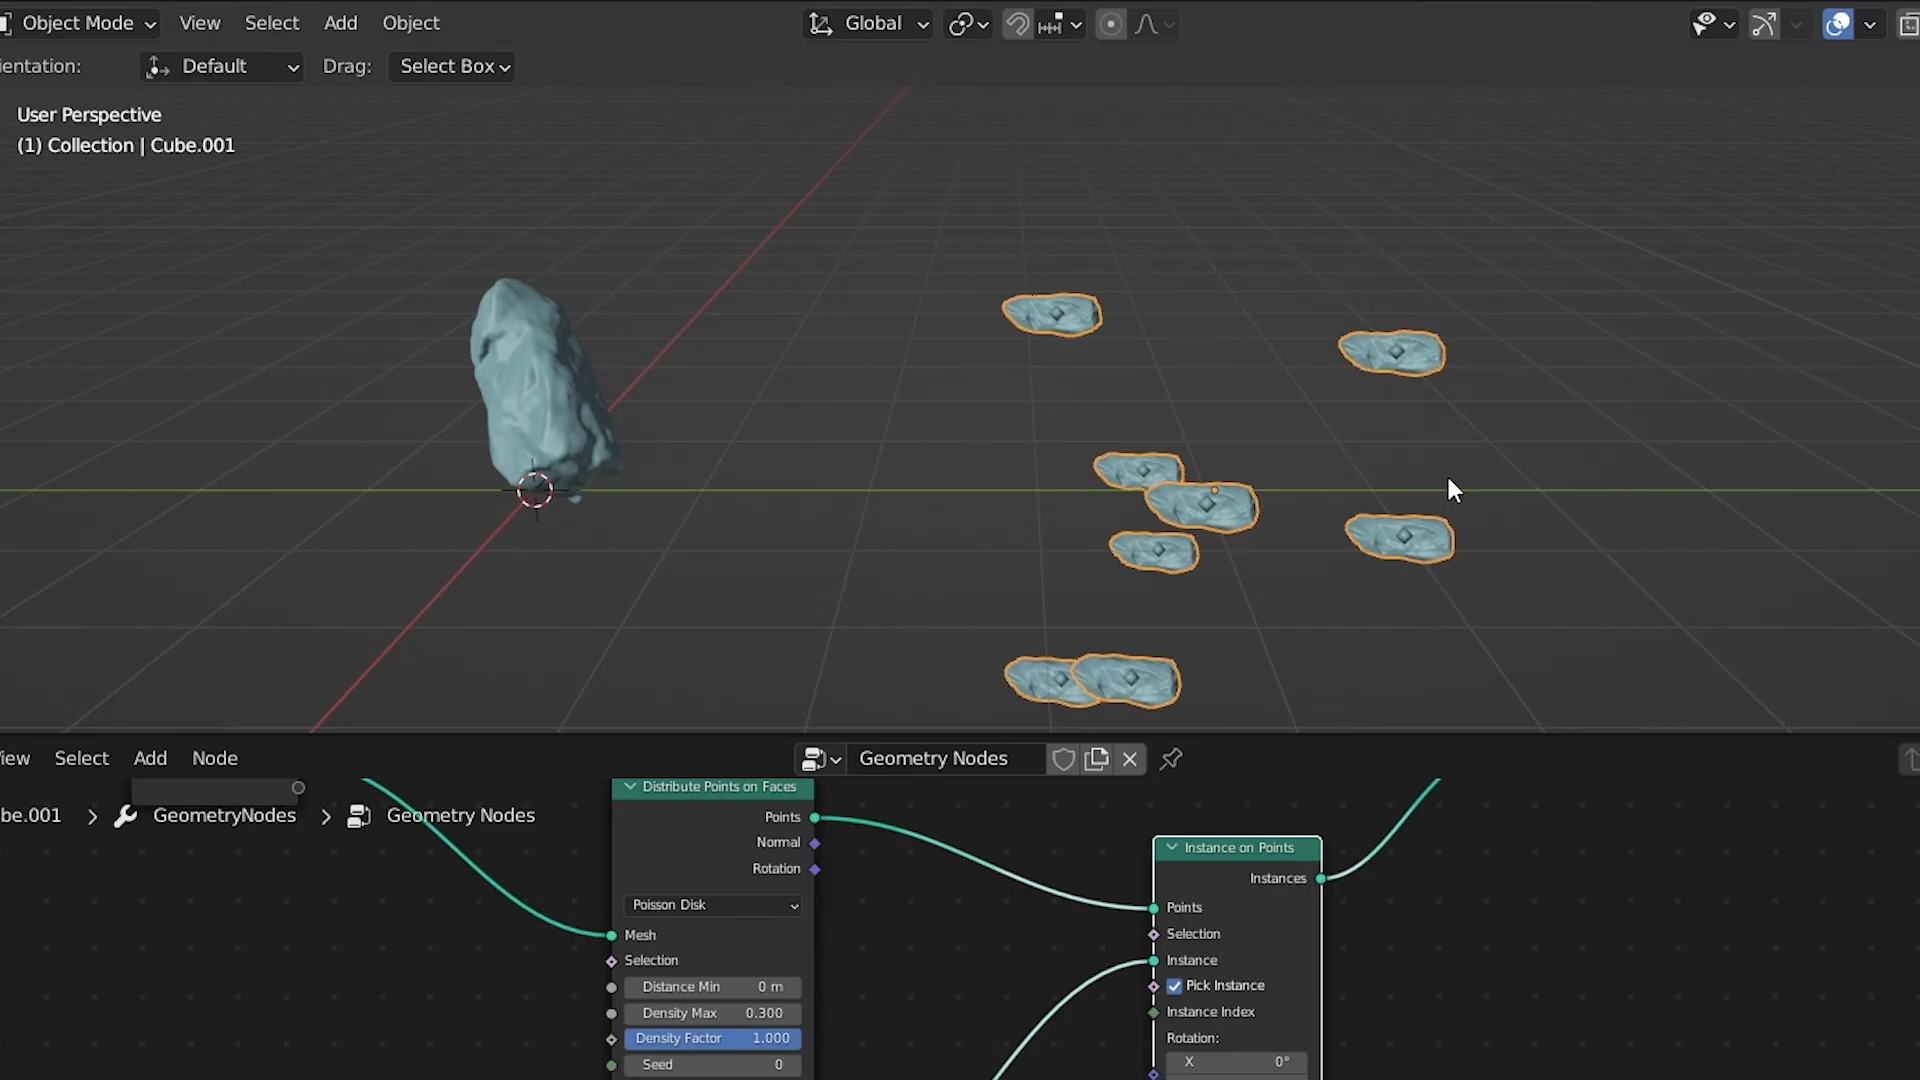 Object Mode View Select Add Object Global
ientation: Default Drag: Select Box
User Perspective
(1) Collection | Cube.001
iew Select Add Node Geometry Nodes
be.001 GeometryNodes Geometry Nodes
Distribute Points on Faces
Points
Normal
Rotation
Poisson Disk
Mesh
Selection
Distance Min 0 m
Density Max 0.300
Density Factor 1.000
Seed 0
Instance on Points
Instances
Points
Selection
Instance
Pick Instance
Instance Index
Rotation:
X 0°